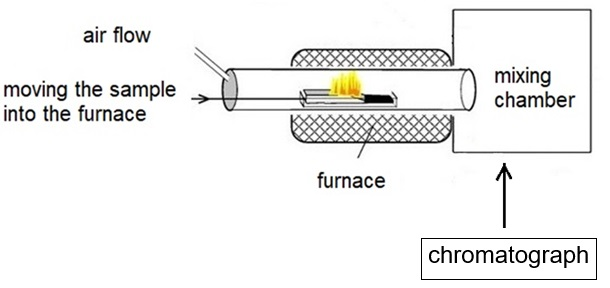 air flow
moving the sample
into the furnace
mixing
chamber
furnace
chromatograph